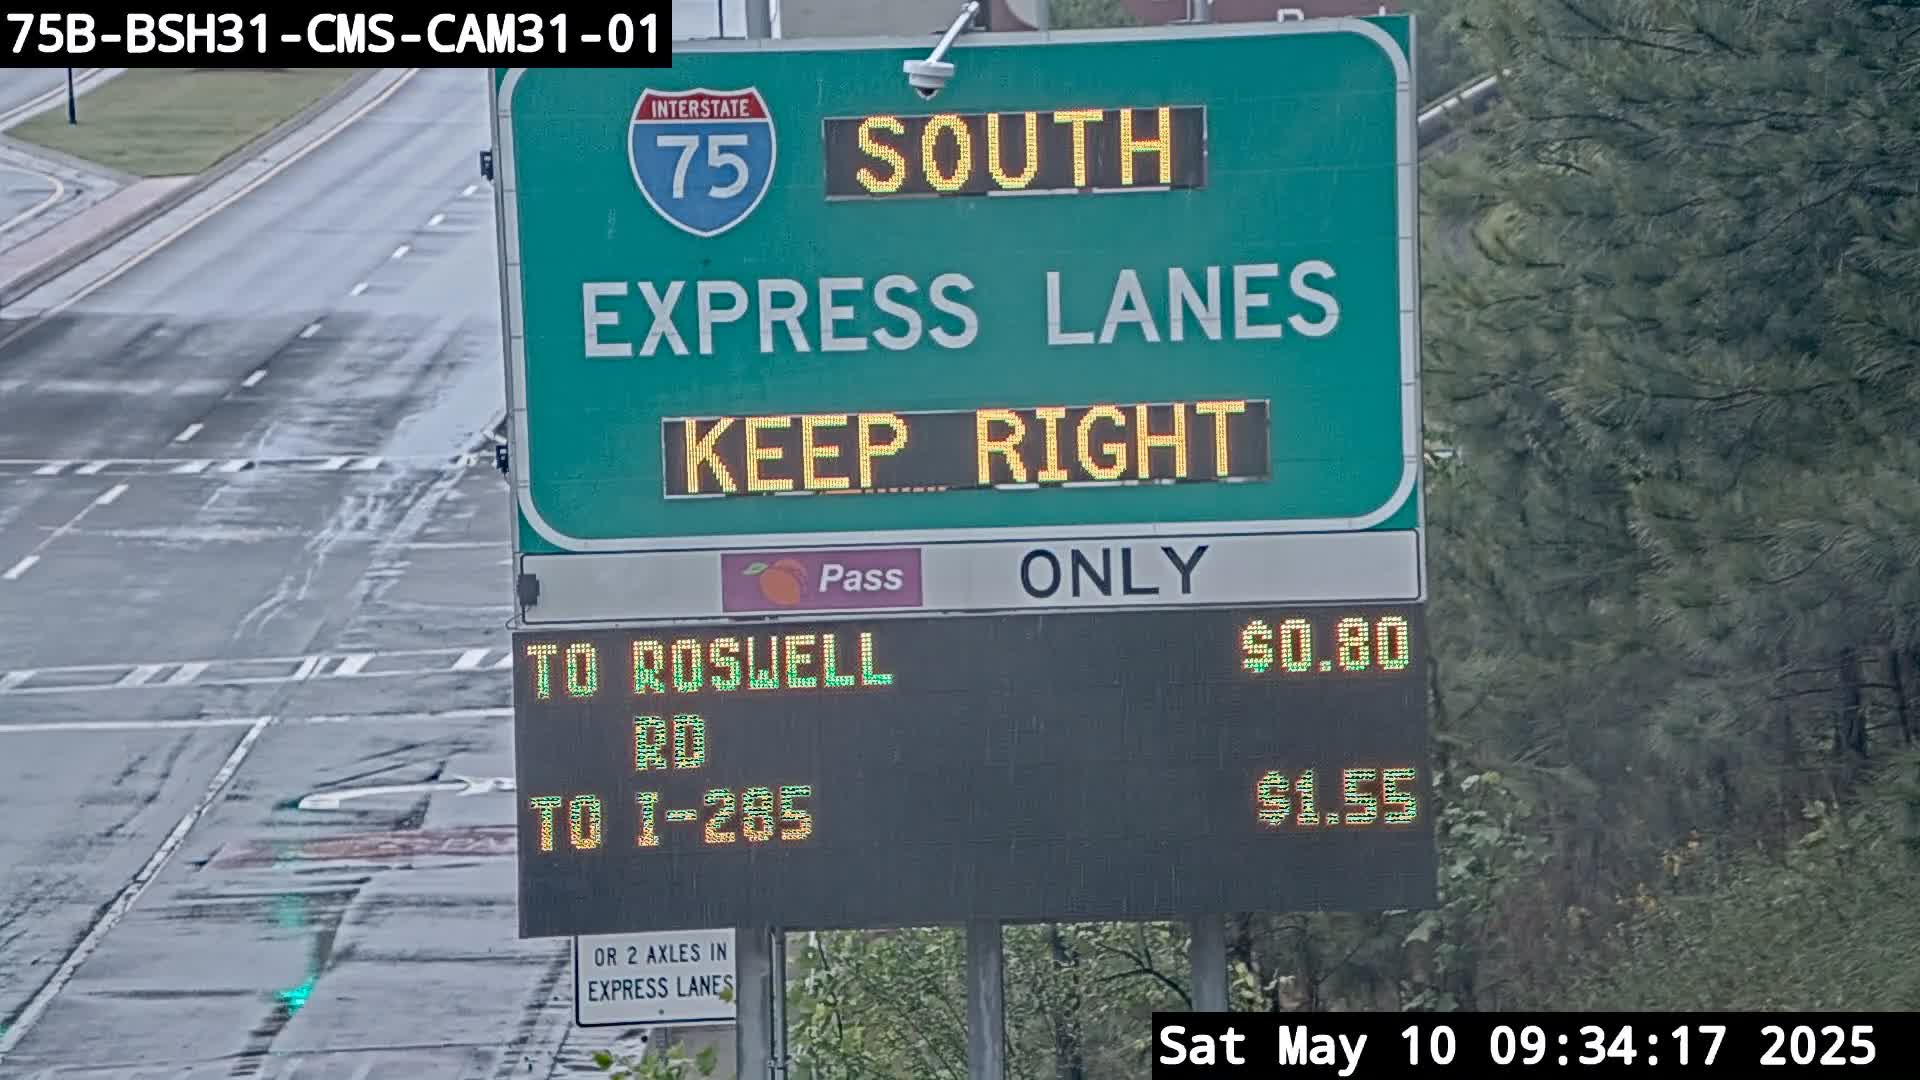 75B-BSH31-CMS-CAM31-01
INTERSTATE
75
SOUTH
EXPRESS LANES
KEEP RIGHT
Pass ONLY
TO ROSWELL $0.80
RD
TO I-285 $1.55
OR 2 AXLES IN
EXPRESS LANES
Sat May 10 09:34:17 2025